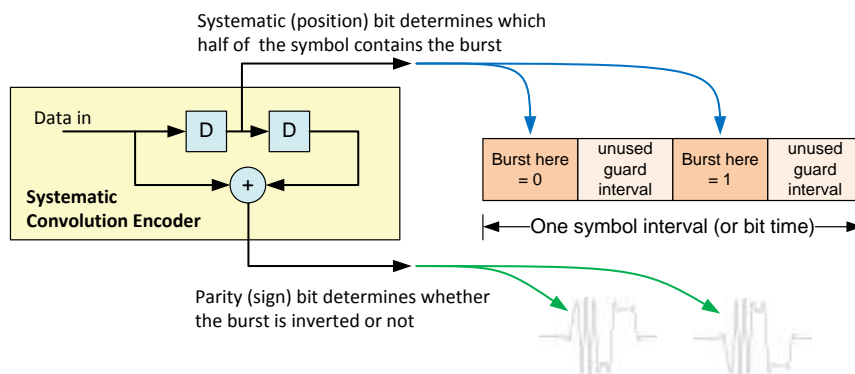 Systematic (position) bit determines which
half of the symbol contains the burst
Data in
D
D
+
Systematic
Convolution Encoder
Burst here
= 0
unused
guard
interval
Burst here
= 1
unused
guard
interval
One symbol interval (or bit time)
Parity (sign) bit determines whether
the burst is inverted or not